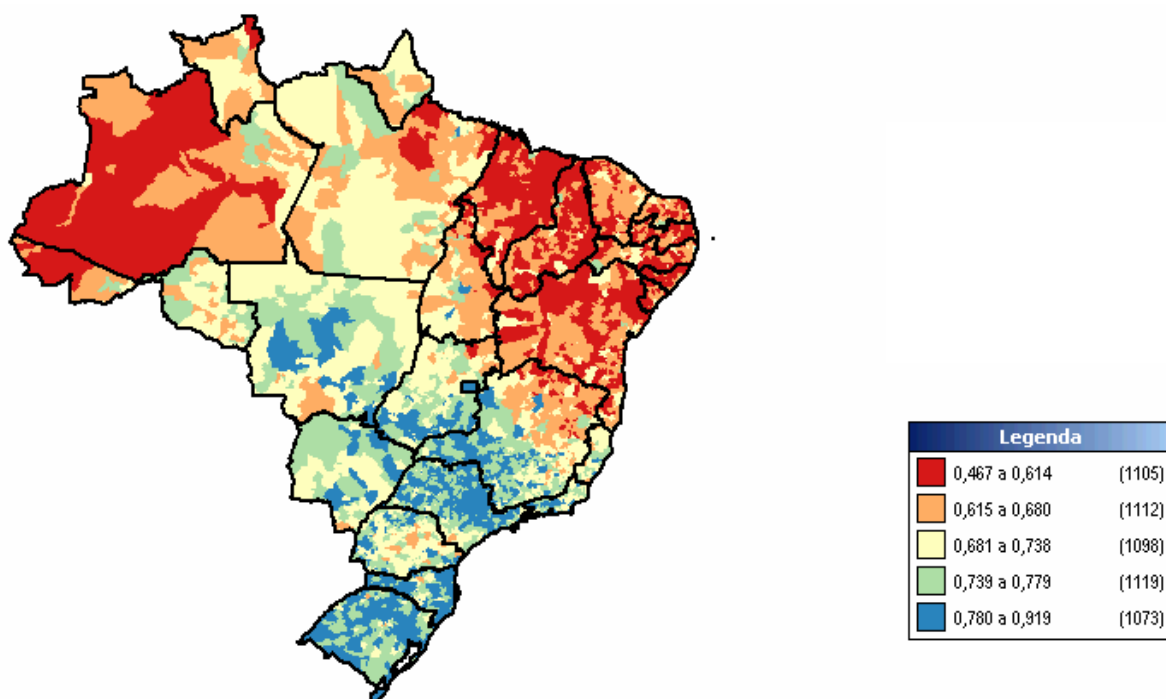 Legenda
0,467 a 0,614 (1105)
0,615 a 0,680 (1112)
0,681 a 0,738 (1098)
0,739 a 0,779 (1119)
0,780 a 0,919 (1073)